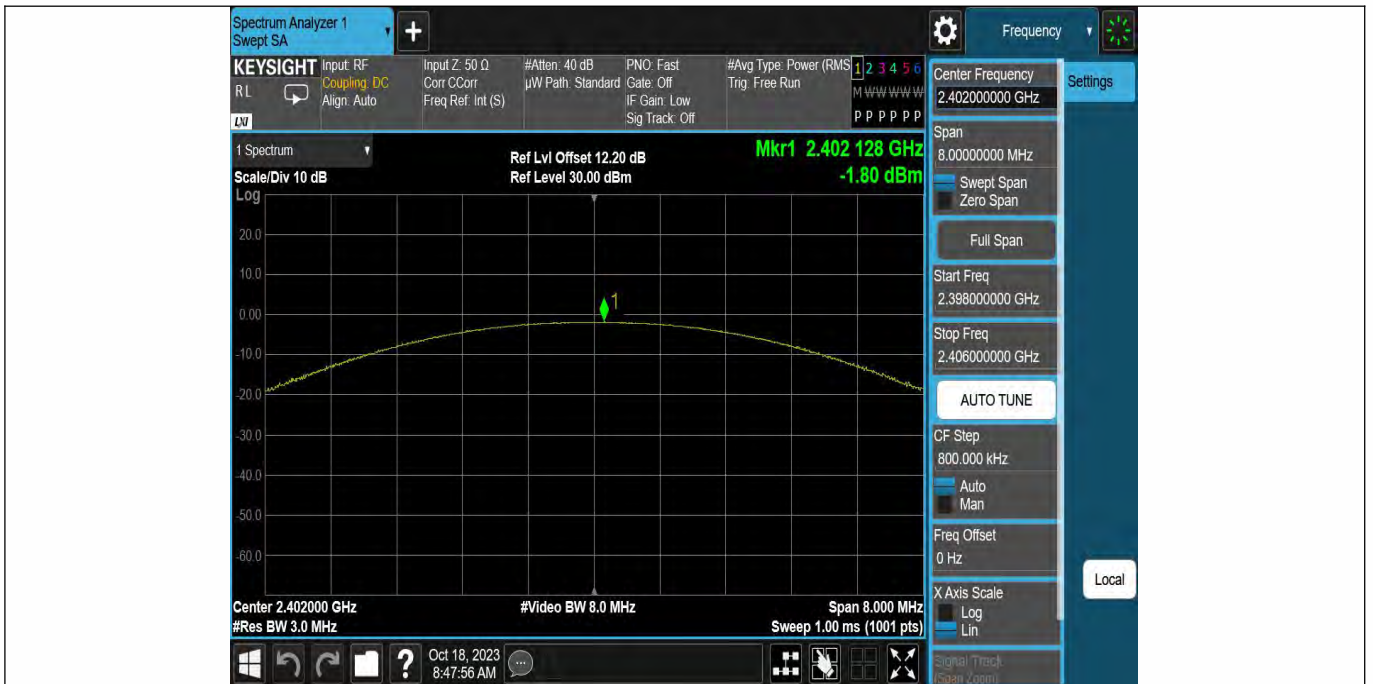 Spectrum Analyzer 1
Swept SA
+
Frequency
KEYSIGHT
RL
LXI
Input: RF
Coupling: DC
Align: Auto
Input Z: 50 Ω
Corr CCorr
Freq Ref: Int (S)
#Atten: 40 dB
µW Path: Standard
PNO: Fast
Gate: Off
IF Gain: Low
Sig Track: Off
#Avg Type: Power (RMS
Trig: Free Run
1 2 3 4 5 6
M W W W W W
P P P P P P
1 Spectrum
Scale/Div 10 dB
Ref Lvl Offset 12.20 dB
Ref Level 30.00 dBm
Mkr1 2.402 128 GHz
-1.80 dBm
Log
20.0
10.0
0.00
-10.0
-20.0
-30.0
-40.0
-50.0
-60.0
1
Center 2.402000 GHz
#Res BW 3.0 MHz
#Video BW 8.0 MHz
Span 8.000 MHz
Sweep 1.00 ms (1001 pts)
Center Frequency
2.402000000 GHz
Settings
Span
8.00000000 MHz
Swept Span
Zero Span
Full Span
Start Freq
2.398000000 GHz
Stop Freq
2.406000000 GHz
AUTO TUNE
CF Step
800.000 kHz
Auto
Man
Freq Offset
0 Hz
X Axis Scale
Log
Lin
Signal Track
(Span Zoom)
Local
?
Oct 18, 2023
8:47:56 AM